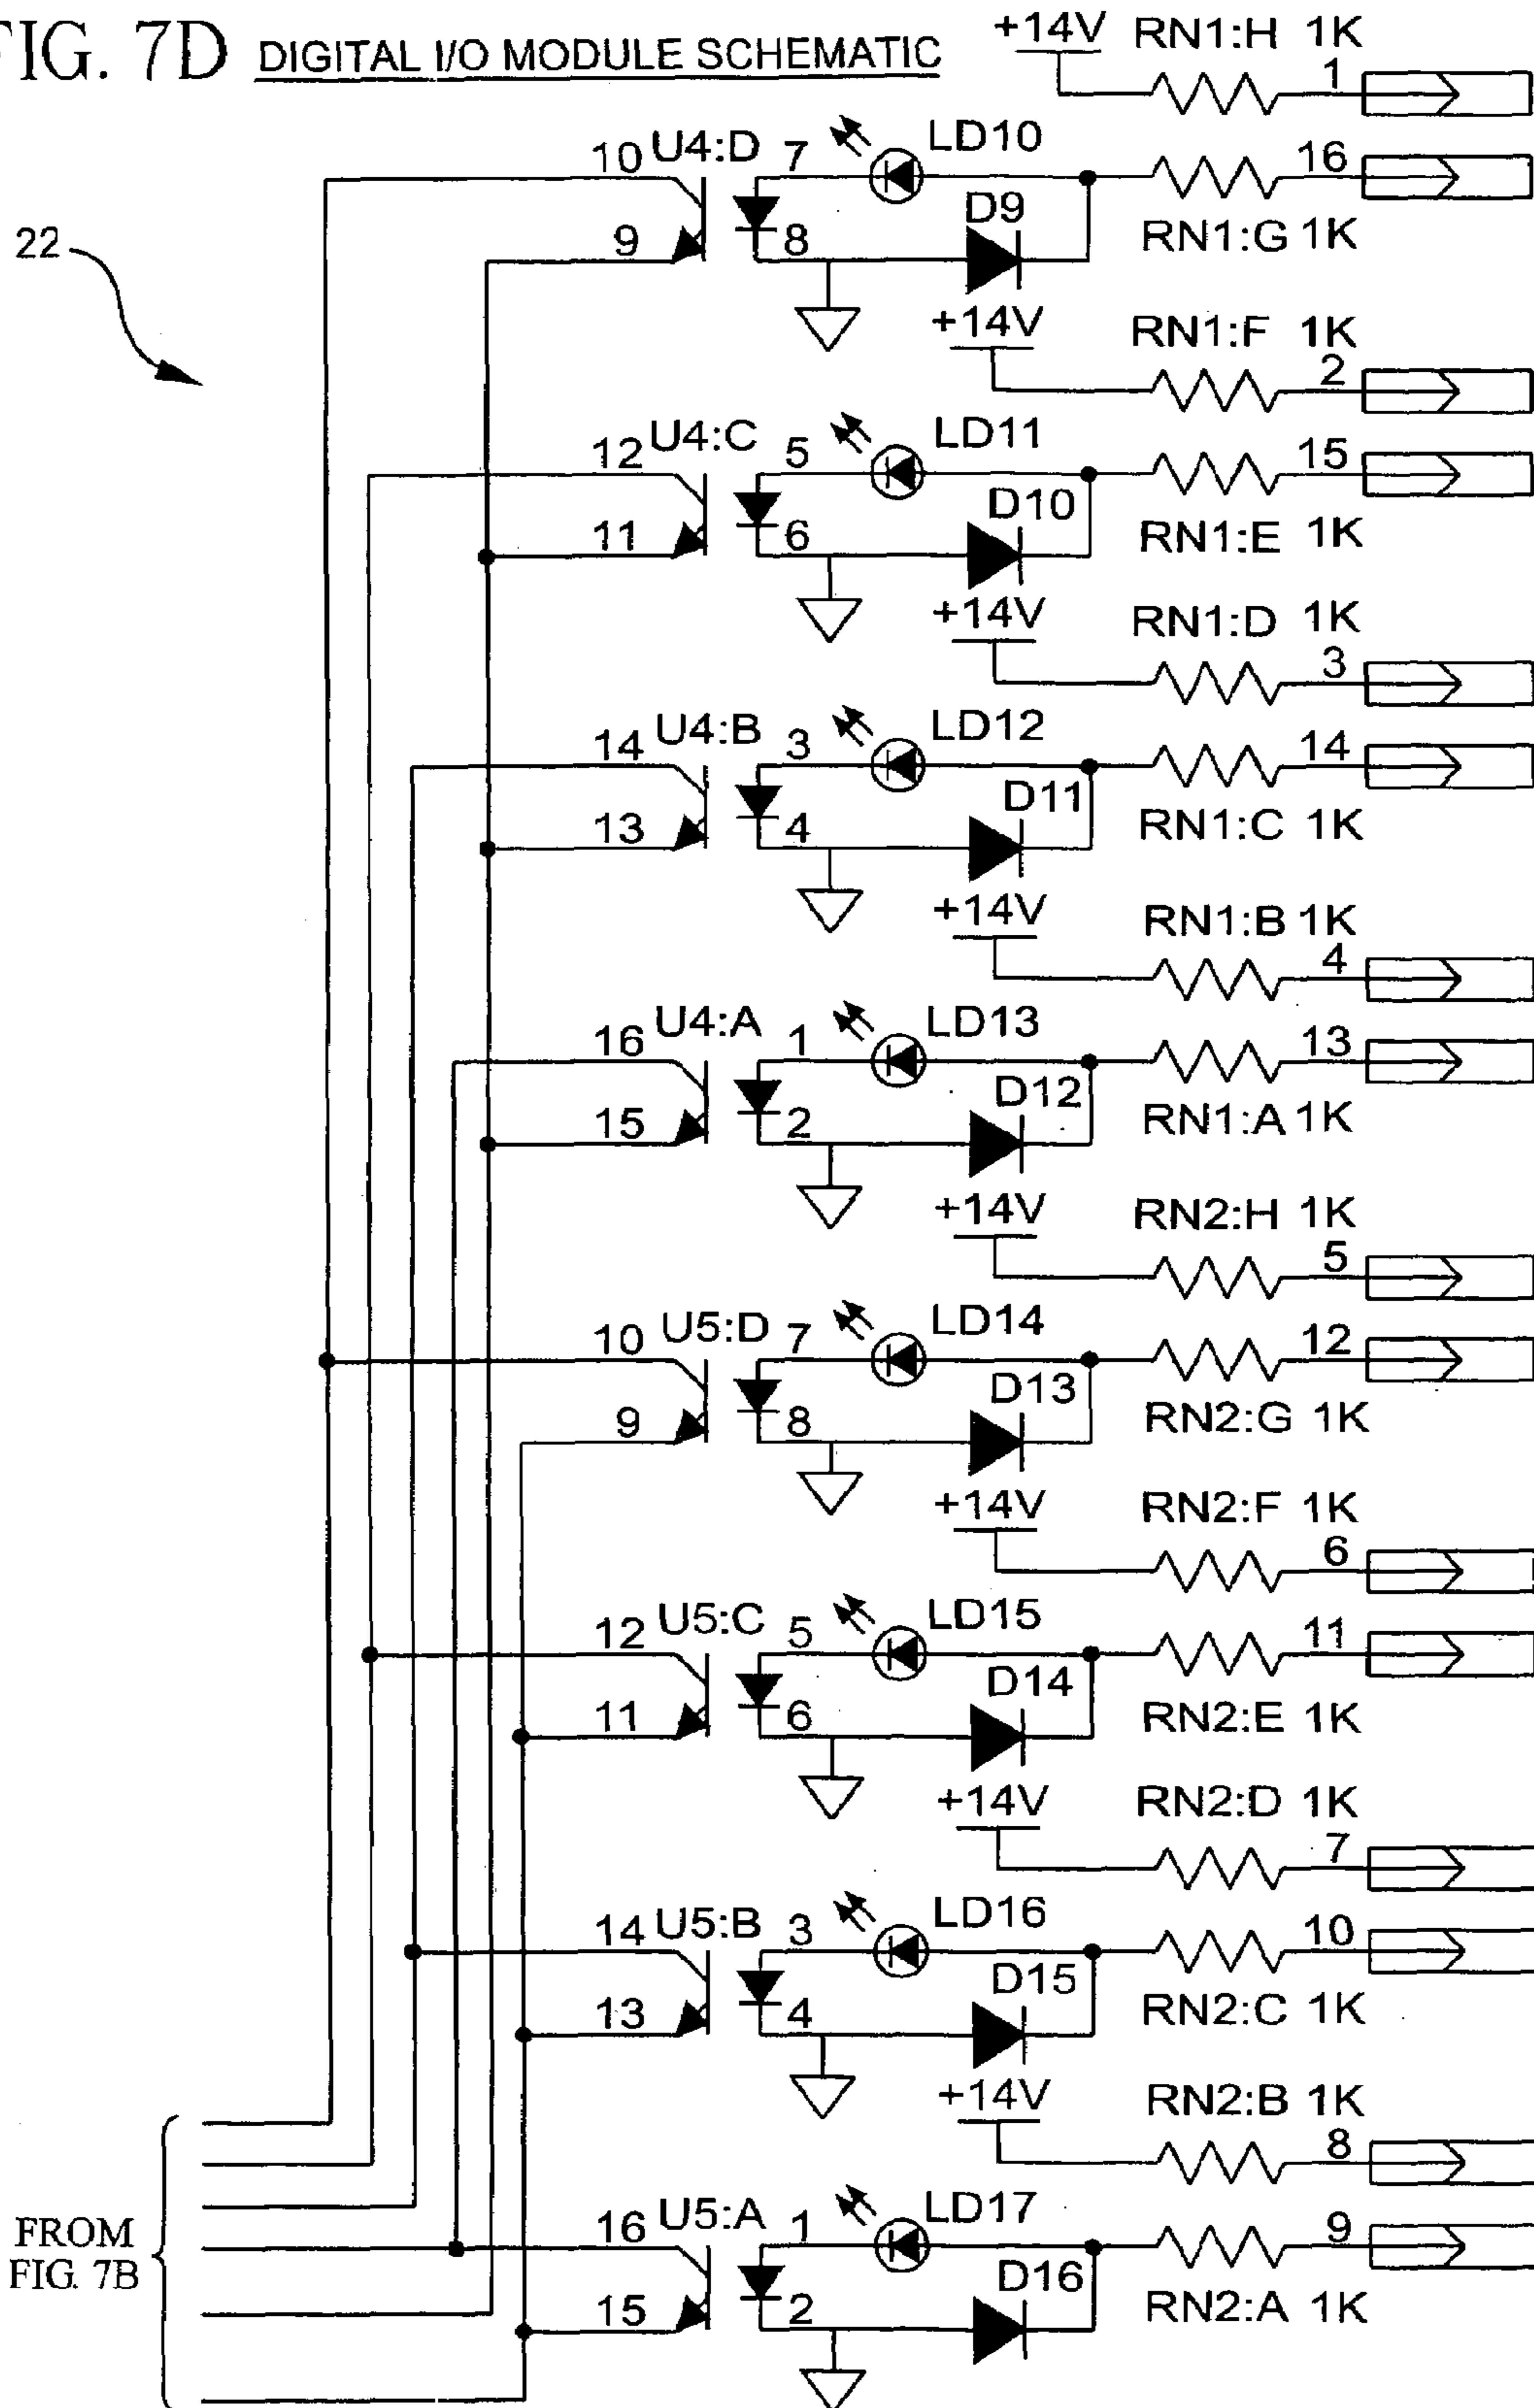 FIG. 7D DIGITAL I/O MODULE SCHEMATIC
+14V RN1:H 1K
1
10 U4:D 7 LD10 16
D9
22 9 8 RN1:G 1K
+14V RN1:F 1K
2
12 U4:C 5 LD11 15
D10
11 6 RN1:E 1K
+14V RN1:D 1K
3
14 U4:B 3 LD12 14
D11
13 4 RN1:C 1K
+14V RN1:B 1K
4
16 U4:A 1 LD13 13
D12
15 2 RN1:A 1K
+14V RN2:H 1K
5
10 U5:D 7 LD14 12
D13
9 8 RN2:G 1K
+14V RN2:F 1K
6
12 U5:C 5 LD15 11
D14
11 6 RN2:E 1K
+14V RN2:D 1K
7
14 U5:B 3 LD16 10
D15
13 4 RN2:C 1K
+14V RN2:B 1K
8
16 U5:A 1 LD17 9
D16
15 2 RN2:A 1K
FROM
FIG. 7B